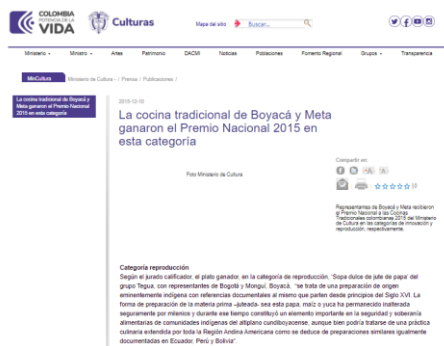 COLOMBIA
POTENCIA DE LA
VIDA
Culturas
Mapa del sitio
Buscar...
Ministerio
Ministro
Artes
Patrimonio
DACMI
Noticias
Poblaciones
Fomento Regional
Grupos
Transparencia
MinCultura
Ministerio de Cultura - / Prensa / Publicaciones /
La cocina tradicional de Boyacá y
Meta ganaron el Premio Nacional
2015 en esta categoría
2015-12-10
La cocina tradicional de Boyacá y Meta
ganaron el Premio Nacional 2015 en
esta categoría
Foto Ministerio de Cultura
Compartir en:
-A A
Representantes de Boyacá y Meta recibieron
el Premio Nacional a las Cocinas
Tradicionales colombianas 2015 del Ministerio
de Cultura en las categorías de innovación y
reproducción, respectivamente.
Categoría reproducción
Según el jurado calificador, el plato ganador, en la categoría de reproducción, 'Sopa dulce de jute de papa' del
grupo Tegua, con representantes de Bogotá y Monguí, Boyacá, "se trata de una preparación de origen
eminentemente indígena con referencias documentales al mismo que parten desde principios del Siglo XVI. La
forma de preparación de la materia prima –juteada- sea esta papa, maíz o yuca ha permanecido inalterada
seguramente por milenios y durante ese tiempo constituyó un elemento importante en la seguridad y soberanía
alimentarias de comunidades indígenas del altiplano cundiboyacense, aunque bien podría tratarse de una práctica
culinaria extendida por toda la Región Andina Americana como se deduce de preparaciones similares igualmente
documentadas en Ecuador, Perú y Bolivia".